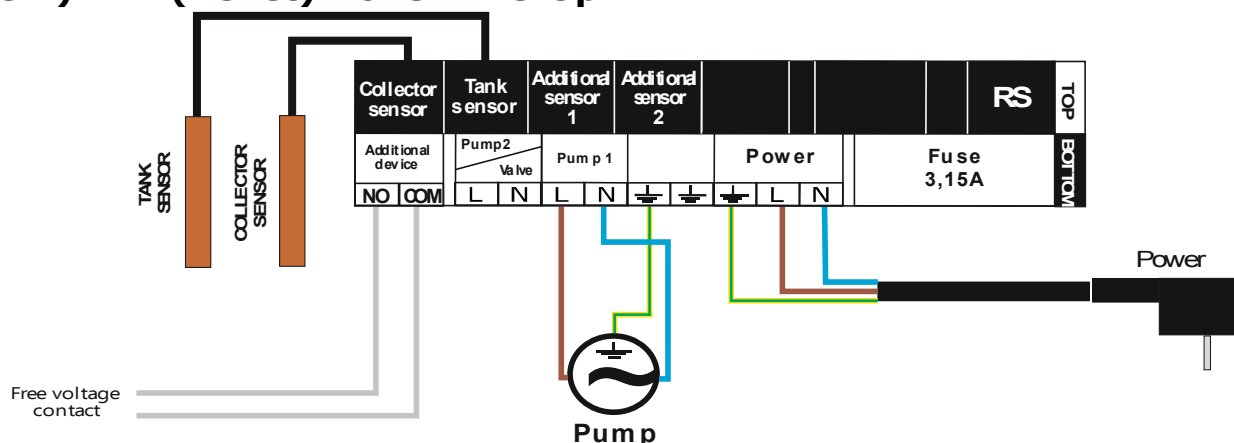 Collector
sensor
Tank
sensor
Additional
sensor
1
Additional
sensor
2
RS
TOP
Additional
device
Pump2
Valve
Pump 1
Power
Fuse
3,15A
BOTTOM
NO COM L N L N L N
TANK
SENSOR
COLLECTOR
SENSOR
Power
Free voltage
contact
Pump